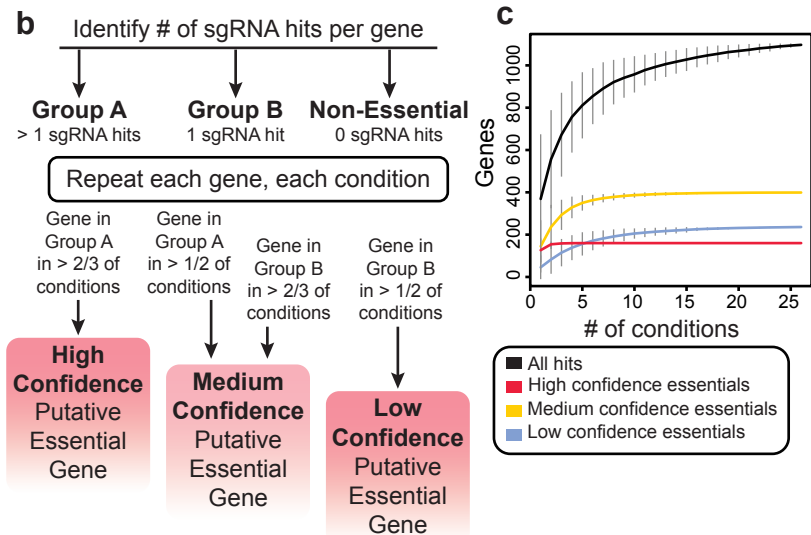 b
Identify # of sgRNA hits per gene
Group A
> 1 sgRNA hits
Group B
1 sgRNA hit
Non-Essential
0 sgRNA hits
Repeat each gene, each condition
Gene in
Group A
in > 2/3 of
conditions
Gene in
Group A
in > 1/2 of
conditions
Gene in
Group B
in > 2/3 of
conditions
Gene in
Group B
in > 1/2 of
conditions
High
Confidence
Putative
Essential
Gene
Medium
Confidence
Putative
Essential
Gene
Low
Confidence
Putative
Essential
Gene
c
Genes
0 200 400 600 800 1000
0 5 10 15 20 25
# of conditions
All hits
High confidence essentials
Medium confidence essentials
Low confidence essentials